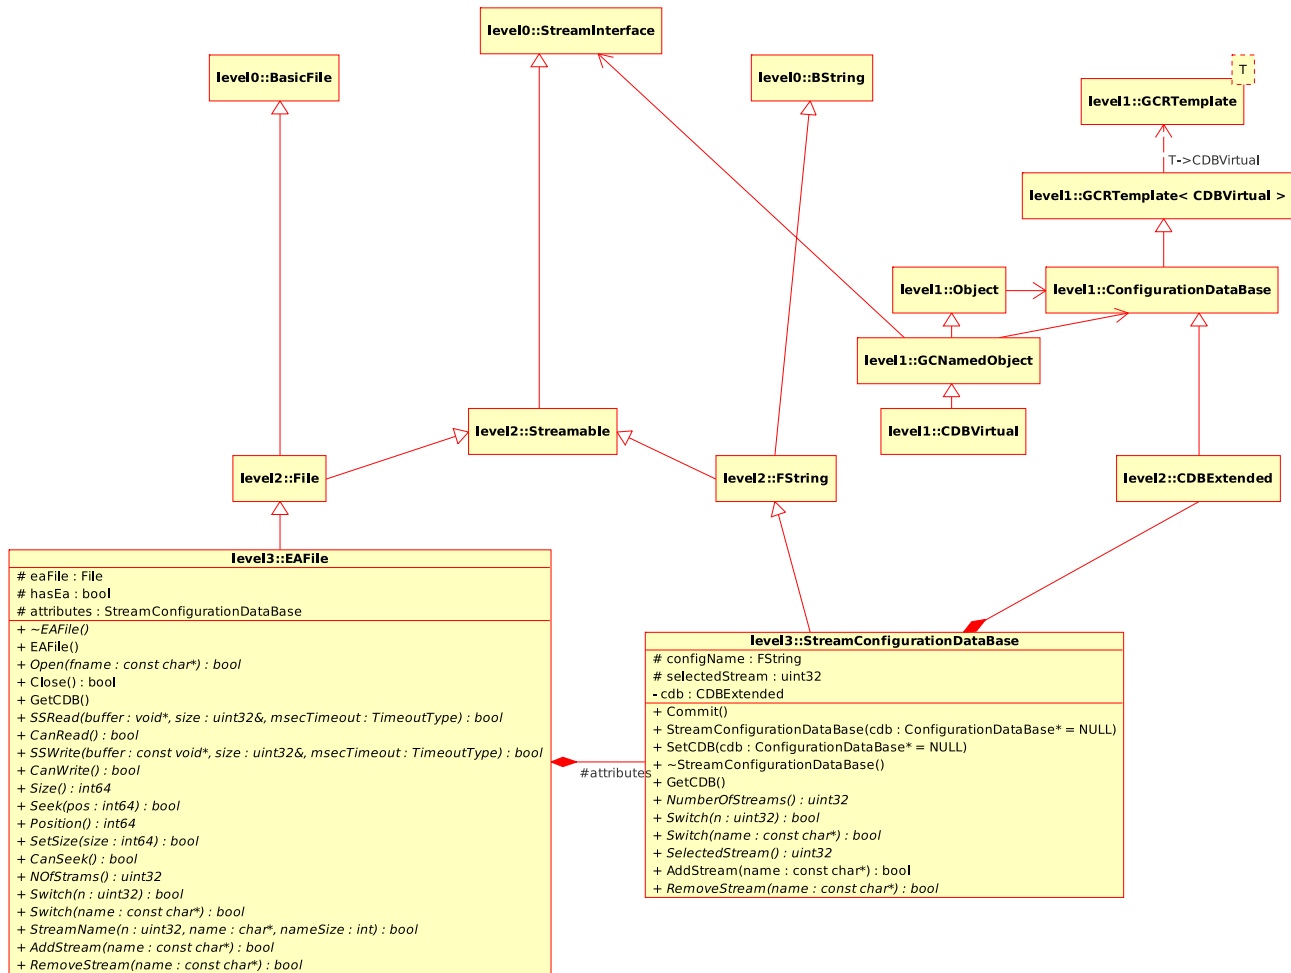 level0::StreamInterface
level0::BasicFile
level0::BString
T
level1::GCRTemplate
T->CDBVirtual
level1::GCRTemplate< CDBVirtual >
level1::Object
level1::ConfigurationDataBase
level1::GCNamedObject
level2::Streamable
level1::CDBVirtual
level2::File
level2::FString
level2::CDBExtended
level3::EAFile
# eaFile : File
# hasEa : bool
# attributes : StreamConfigurationDataBase
+ ~EAFile()
+ EAFile()
+ Open(fname : const char*) : bool
+ Close() : bool
+ GetCDB()
+ SSRead(buffer : void*, size : uint32&, msecTimeout : TimeoutType) : bool
+ CanRead() : bool
+ SSWrite(buffer : const void*, size : uint32&, msecTimeout : TimeoutType) : bool
+ CanWrite() : bool
+ Size() : int64
+ Seek(pos : int64) : bool
+ Position() : int64
+ SetSize(size : int64) : bool
+ CanSeek() : bool
+ NOfStrams() : uint32
+ Switch(n : uint32) : bool
+ Switch(name : const char*) : bool
+ StreamName(n : uint32, name : char*, nameSize : int) : bool
+ AddStream(name : const char*) : bool
+ RemoveStream(name : const char*) : bool
#attributes
level3::StreamConfigurationDataBase
# configName : FString
# selectedStream : uint32
- cdb : CDBExtended
+ Commit()
+ StreamConfigurationDataBase(cdb : ConfigurationDataBase* = NULL)
+ SetCDB(cdb : ConfigurationDataBase* = NULL)
+ ~StreamConfigurationDataBase()
+ GetCDB()
+ NumberOfStreams() : uint32
+ Switch(n : uint32) : bool
+ Switch(name : const char*) : bool
+ SelectedStream() : uint32
+ AddStream(name : const char*) : bool
+ RemoveStream(name : const char*) : bool